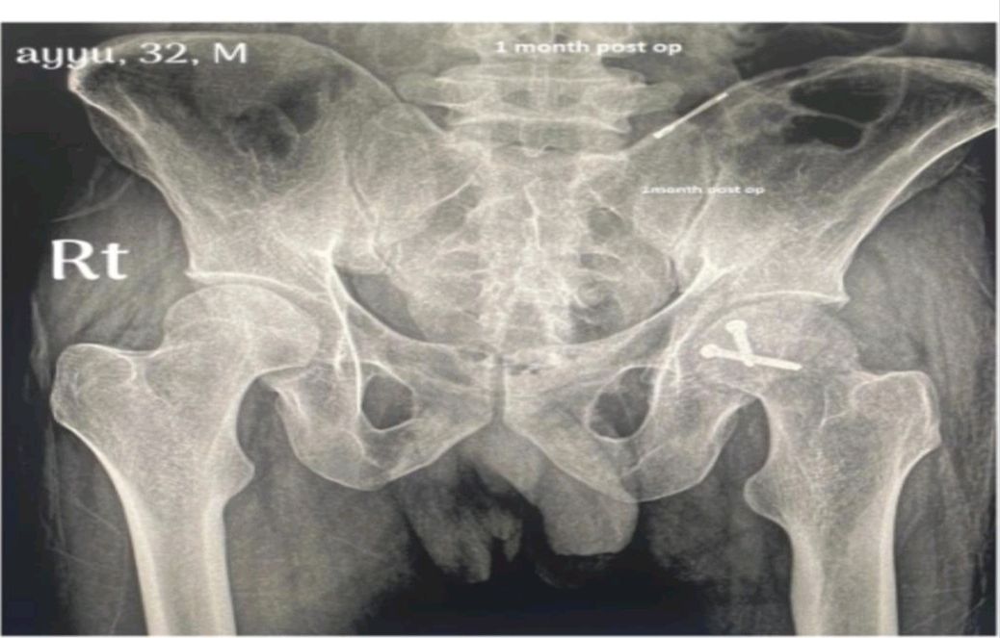 ayyu, 32, M
1 month post op
1month post op
Rt